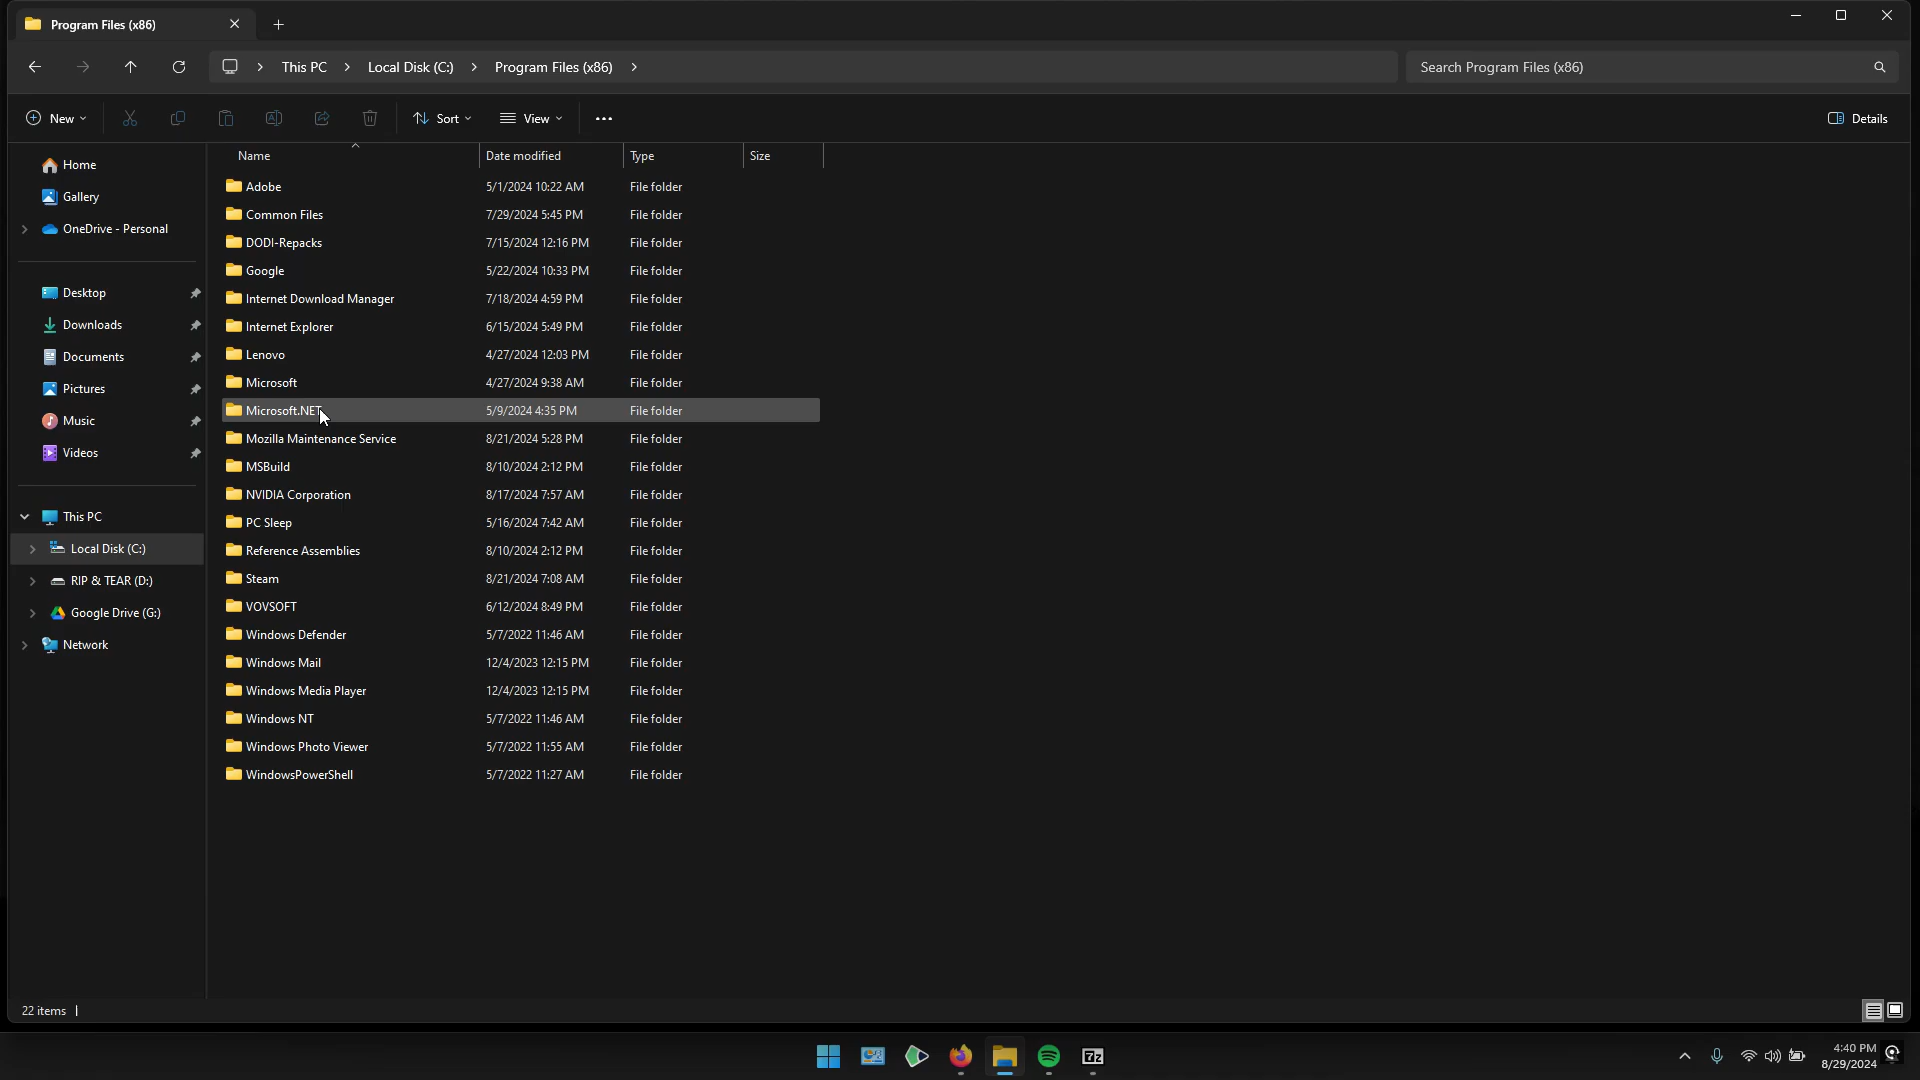 Program Files (x86)
This PC
Local Disk (C:)
Program Files (x86)
Search Program Files (x86)
New
Sort
View
Details
Home
Gallery
OneDrive - Personal
Desktop
Downloads
Documents
Pictures
Music
Videos
This PC
Local Disk (C:)
RIP & TEAR (D:)
Google Drive (G:)
Network
Name Date modified Type Size
Adobe 5/1/2024 10:22 AM File folder
Common Files 7/29/2024 5:45 PM File folder
DODI-Repacks 7/15/2024 12:16 PM File folder
Google 5/22/2024 10:33 PM File folder
Internet Download Manager 7/18/2024 4:59 PM File folder
Internet Explorer 6/15/2024 5:49 PM File folder
Lenovo 4/27/2024 12:03 PM File folder
Microsoft 4/27/2024 9:38 AM File folder
Microsoft.NET 5/9/2024 4:35 PM File folder
Mozilla Maintenance Service 8/21/2024 5:28 PM File folder
MSBuild 8/10/2024 2:12 PM File folder
NVIDIA Corporation 8/17/2024 7:57 AM File folder
PC Sleep 5/16/2024 7:42 AM File folder
Reference Assemblies 8/10/2024 2:12 PM File folder
Steam 8/21/2024 7:08 AM File folder
VOVSOFT 6/12/2024 8:49 PM File folder
Windows Defender 5/7/2022 11:46 AM File folder
Windows Mail 12/4/2023 12:15 PM File folder
Windows Media Player 12/4/2023 12:15 PM File folder
Windows NT 5/7/2022 11:46 AM File folder
Windows Photo Viewer 5/7/2022 11:55 AM File folder
WindowsPowerShell 5/7/2022 11:27 AM File folder
22 items
7z
4:40 PM
8/29/2024